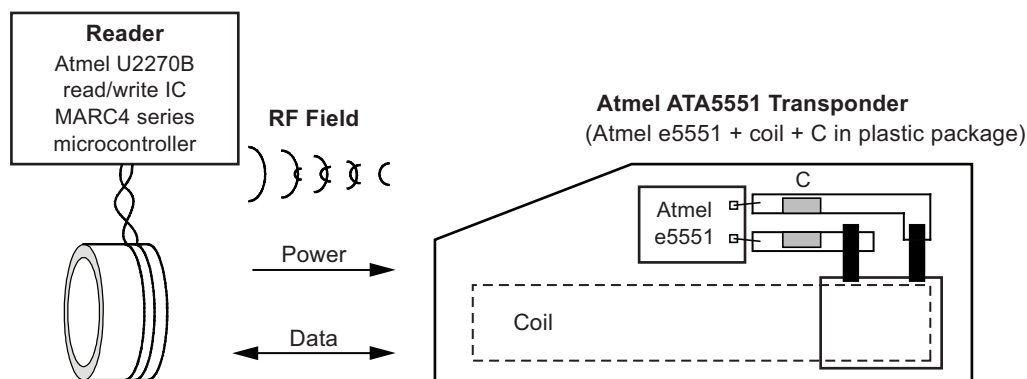 Reader
Atmel U2270B
read/write IC
MARC4 series
microcontroller
RF Field
Power
Data
Atmel ATA5551 Transponder
(Atmel e5551 + coil + C in plastic package)
C
Atmel
e5551
Coil